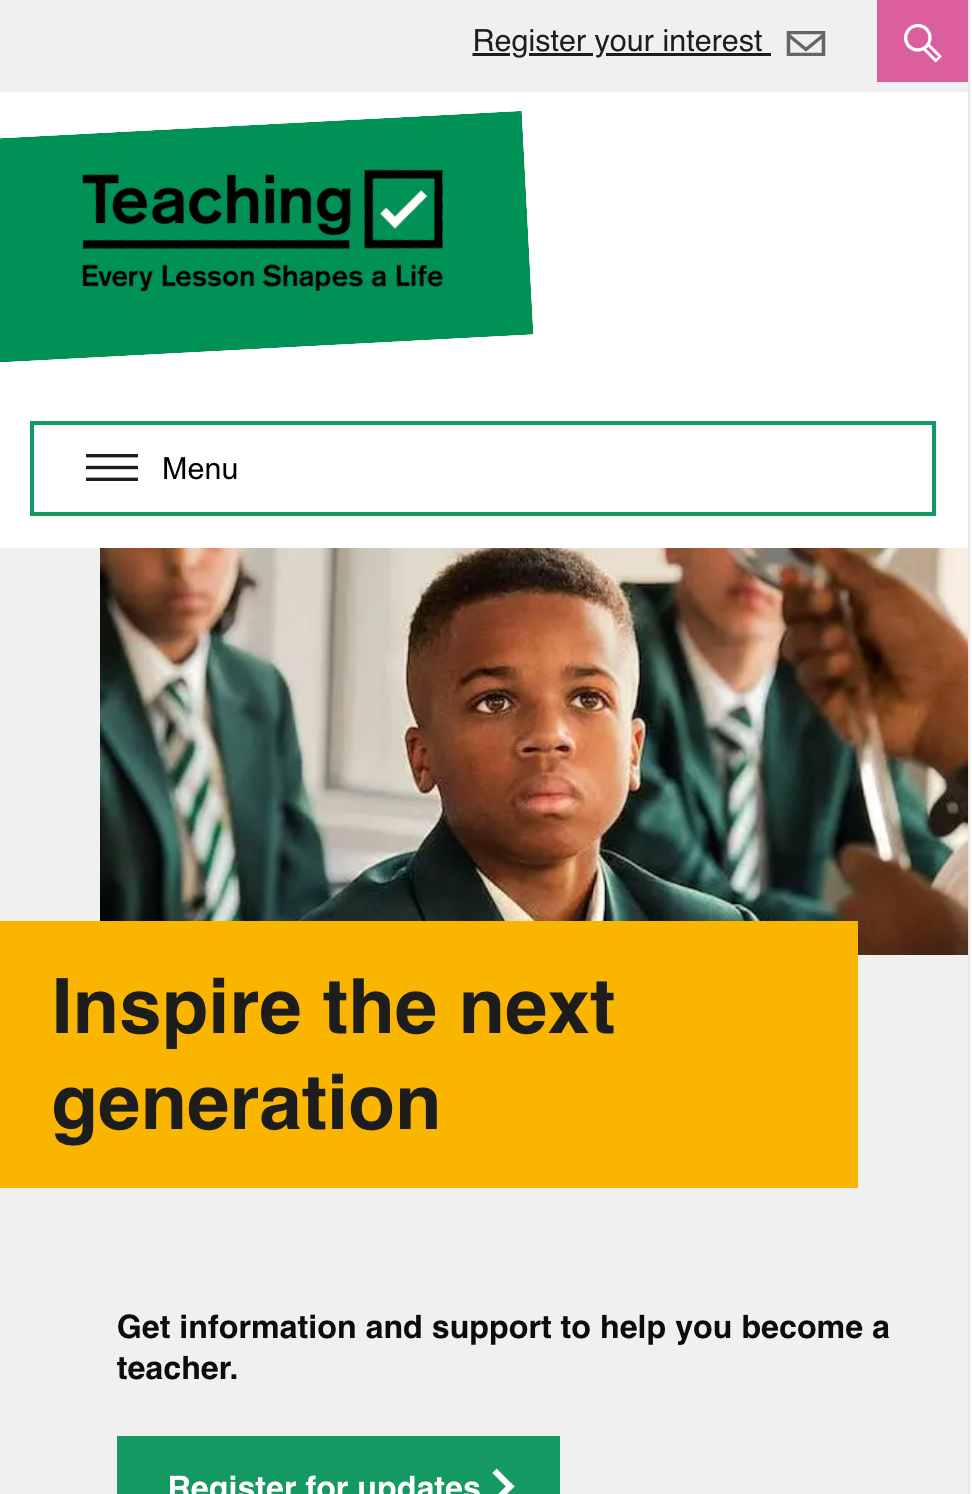 Register your interest
Teaching
Every Lesson Shapes a Life
Menu
Inspire the next
generation
Get information and support to help you become a
teacher.
Register for updates